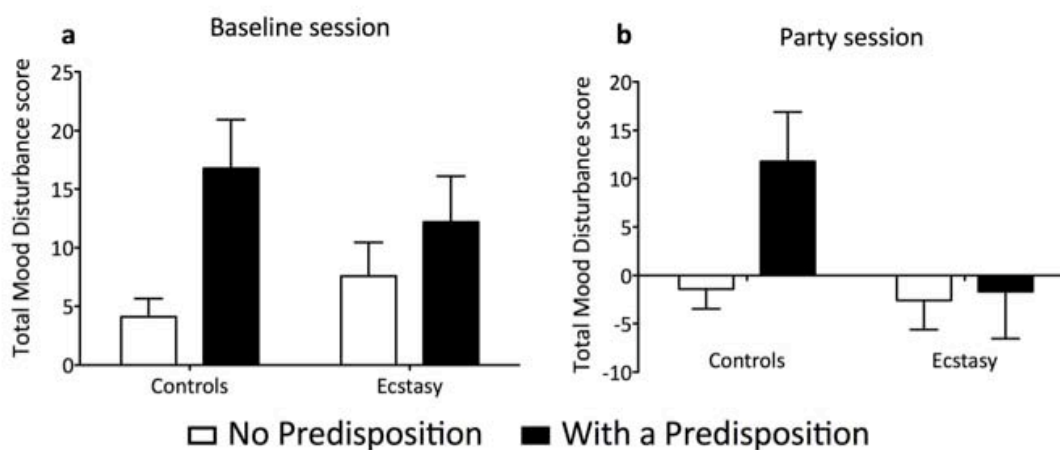 a
Baseline session
Total Mood Disturbance score
25
20
15
10
5
0
Controls
Ecstasy
b
Party session
Total Mood Disturbance score
20
15
10
5
0
-5
-10
Controls
Ecstasy
No Predisposition
With a Predisposition